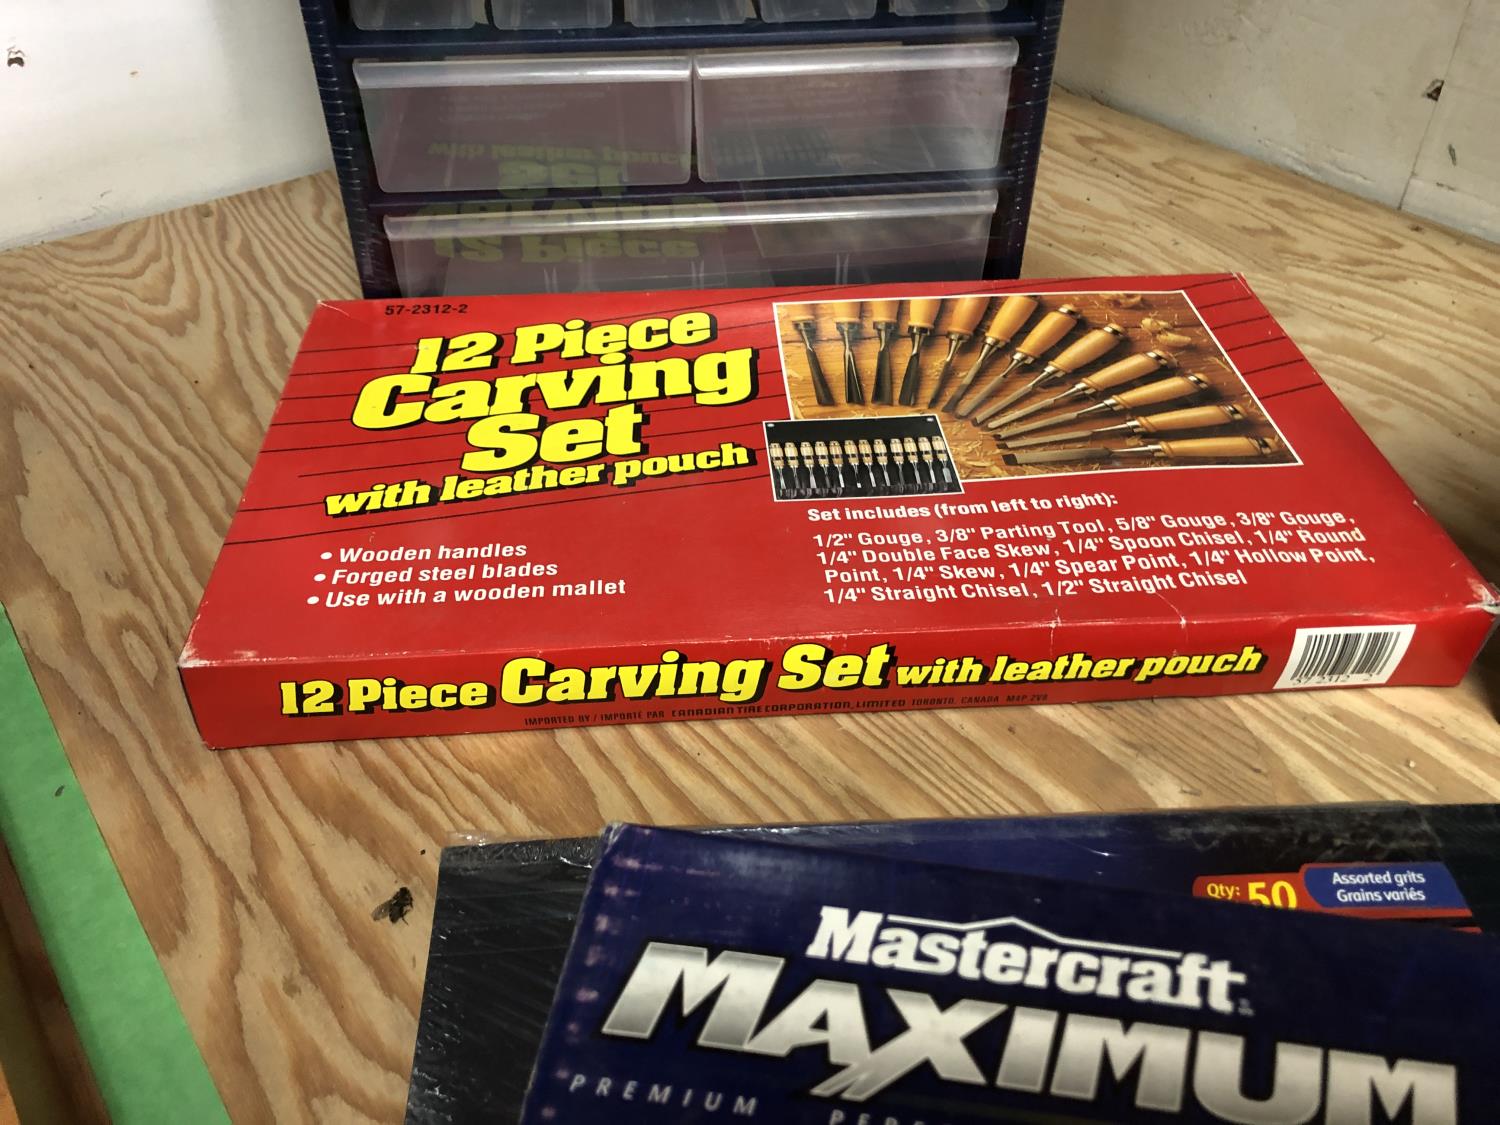 57-2312-2
12 Piece
Carving
Set
with leather pouch
• Wooden handles
• Forged steel blades
• Use with a wooden mallet
Set includes (from left to right):
1/2" Gouge, 3/8" Parting Tool, 5/8" Gouge, 3/8" Gouge,
1/4" Double Face Skew, 1/4" Spoon Chisel, 1/4" Round
Point, 1/4" Skew, 1/4" Spear Point, 1/4" Hollow Point,
1/4" Straight Chisel, 1/2" Straight Chisel
12 Piece Carving Set with leather pouch
IMPORTED BY / IMPORTÉ PAR CANADIAN TIRE CORPORATION, LIMITED TORONTO, CANADA M4P 2V8
57 2312 2
Qty: 50
Assorted grits
Grains variés
Mastercraft
MAXIMUM
PREMIUM